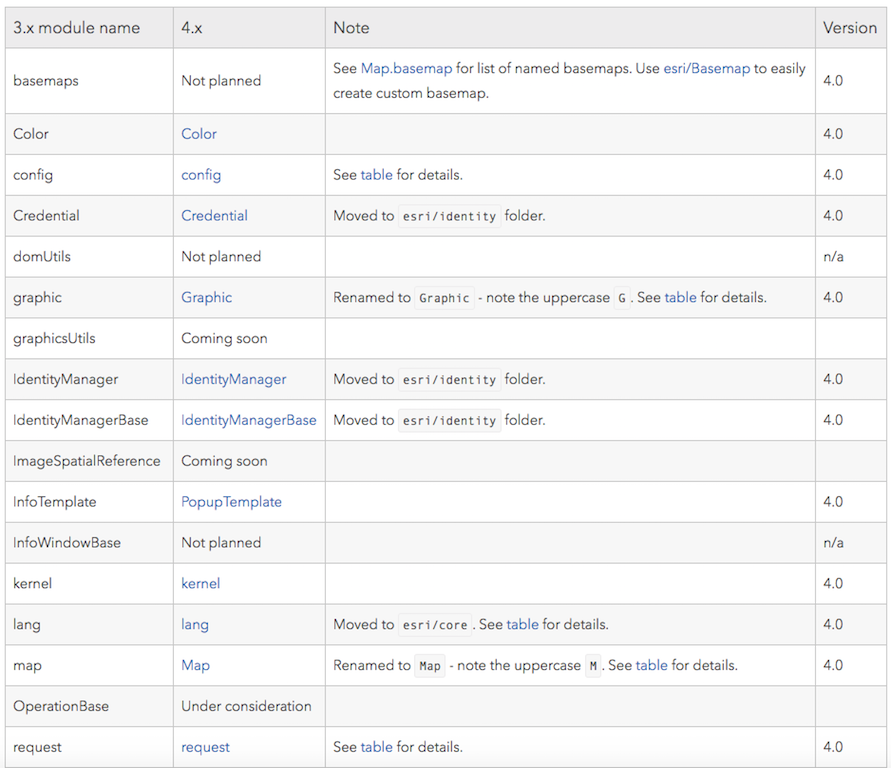 3.x module name 4.x Note Version
basemaps Not planned See Map.basemap for list of named basemaps. Use esri/Basemap to easily create custom basemap. 4.0
Color Color 4.0
config config See table for details. 4.0
Credential Credential Moved to esri/identity folder. 4.0
domUtils Not planned n/a
graphic Graphic Renamed to Graphic - note the uppercase G. See table for details. 4.0
graphicsUtils Coming soon
IdentityManager IdentityManager Moved to esri/identity folder. 4.0
IdentityManagerBase IdentityManagerBase Moved to esri/identity folder. 4.0
ImageSpatialReference Coming soon
InfoTemplate PopupTemplate 4.0
InfoWindowBase Not planned n/a
kernel kernel 4.0
lang lang Moved to esri/core. See table for details. 4.0
map Map Renamed to Map - note the uppercase M. See table for details. 4.0
OperationBase Under consideration
request request See table for details. 4.0